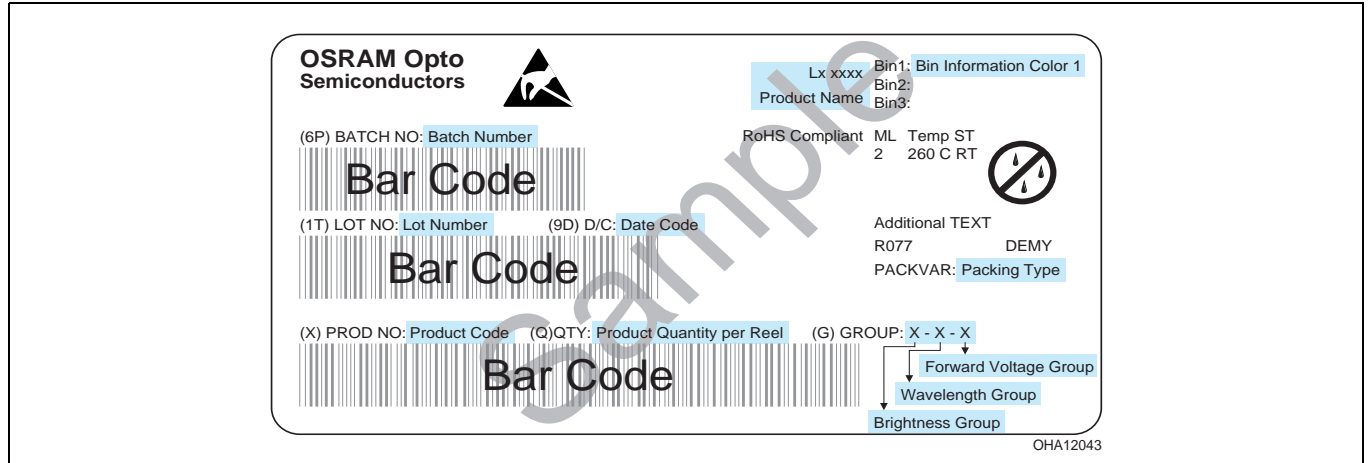 OSRAM Opto
Semiconductors
Lx xxxx
Product Name
Bin1: Bin Information Color 1
Bin2:
Bin3:
(6P) BATCH NO: Batch Number
Bar Code
RoHS Compliant
ML Temp ST
2 260 C RT
(1T) LOT NO: Lot Number (9D) D/C: Date Code
Bar Code
Additional TEXT
R077 DEMY
PACKVAR: Packing Type
(X) PROD NO: Product Code (Q)QTY: Product Quantity per Reel (G) GROUP: X - X - X
Bar Code
Forward Voltage Group
Wavelength Group
Brightness Group
Sample
OHA12043